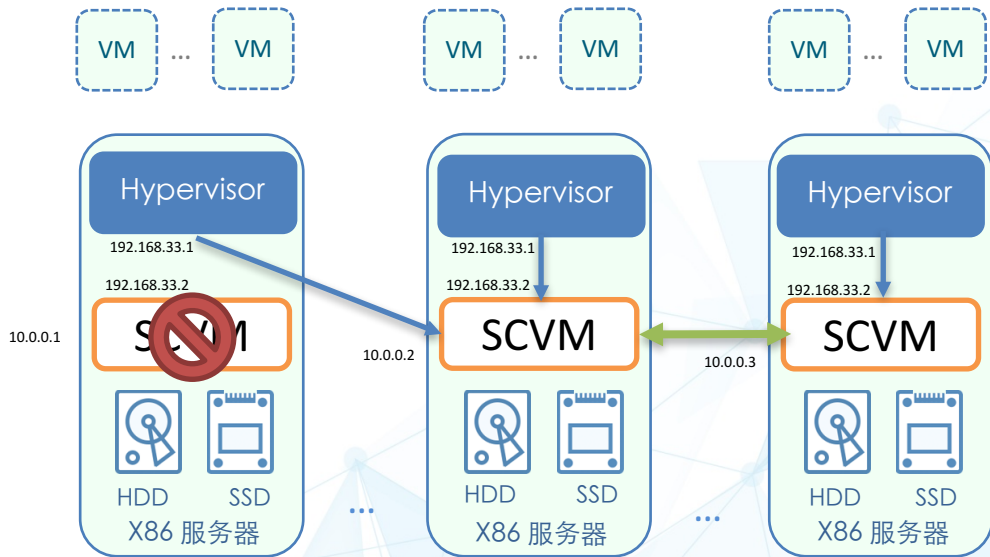 VM ... VM
VM ... VM
VM ... VM
Hypervisor
192.168.33.1
192.168.33.2
10.0.0.1
SCVM
HDD SSD
X86 服务器
...
Hypervisor
192.168.33.1
192.168.33.2
10.0.0.2
SCVM
HDD SSD
X86 服务器
...
Hypervisor
192.168.33.1
192.168.33.2
10.0.0.3
SCVM
HDD SSD
X86 服务器